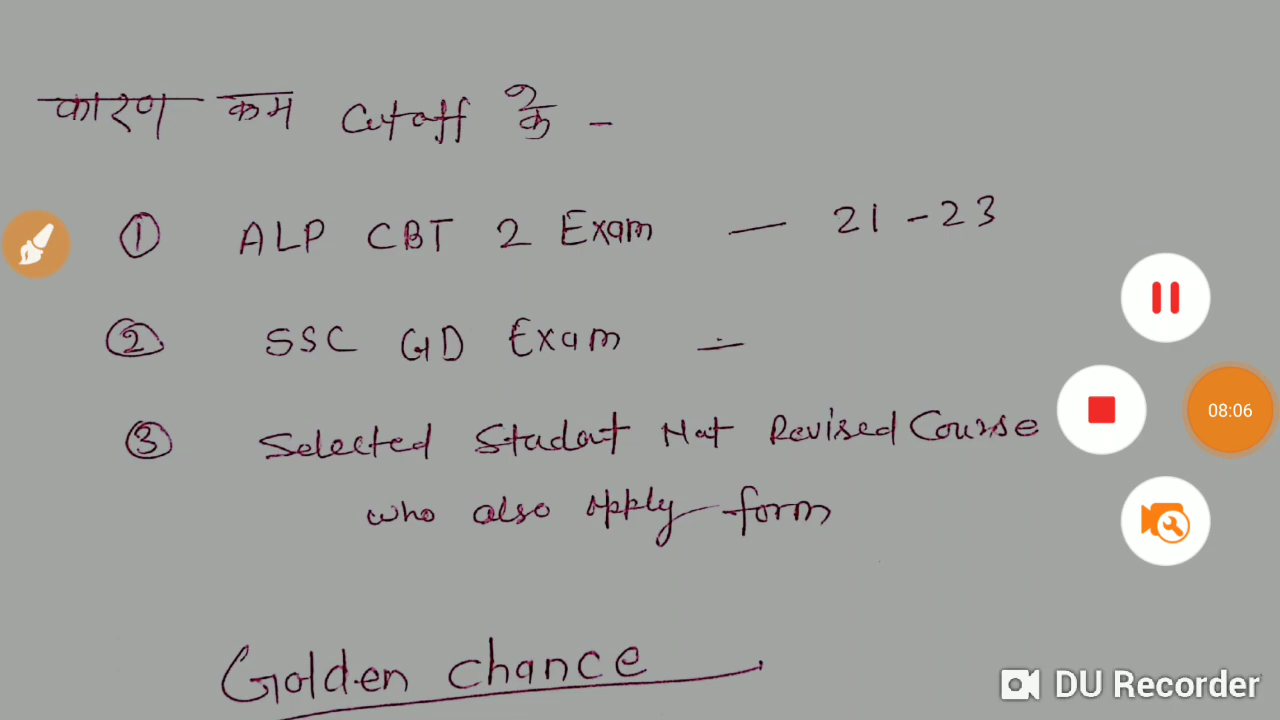 कारण कम Cutoff के -
① ALP CBT 2 Exam — 21 - 23
② SSC GD Exam —
③ Selected Student Not Revised Course
who also apply form
08:06
Golden chance
DU Recorder